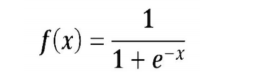 f(x) = 1 / (1 + e^{-x})